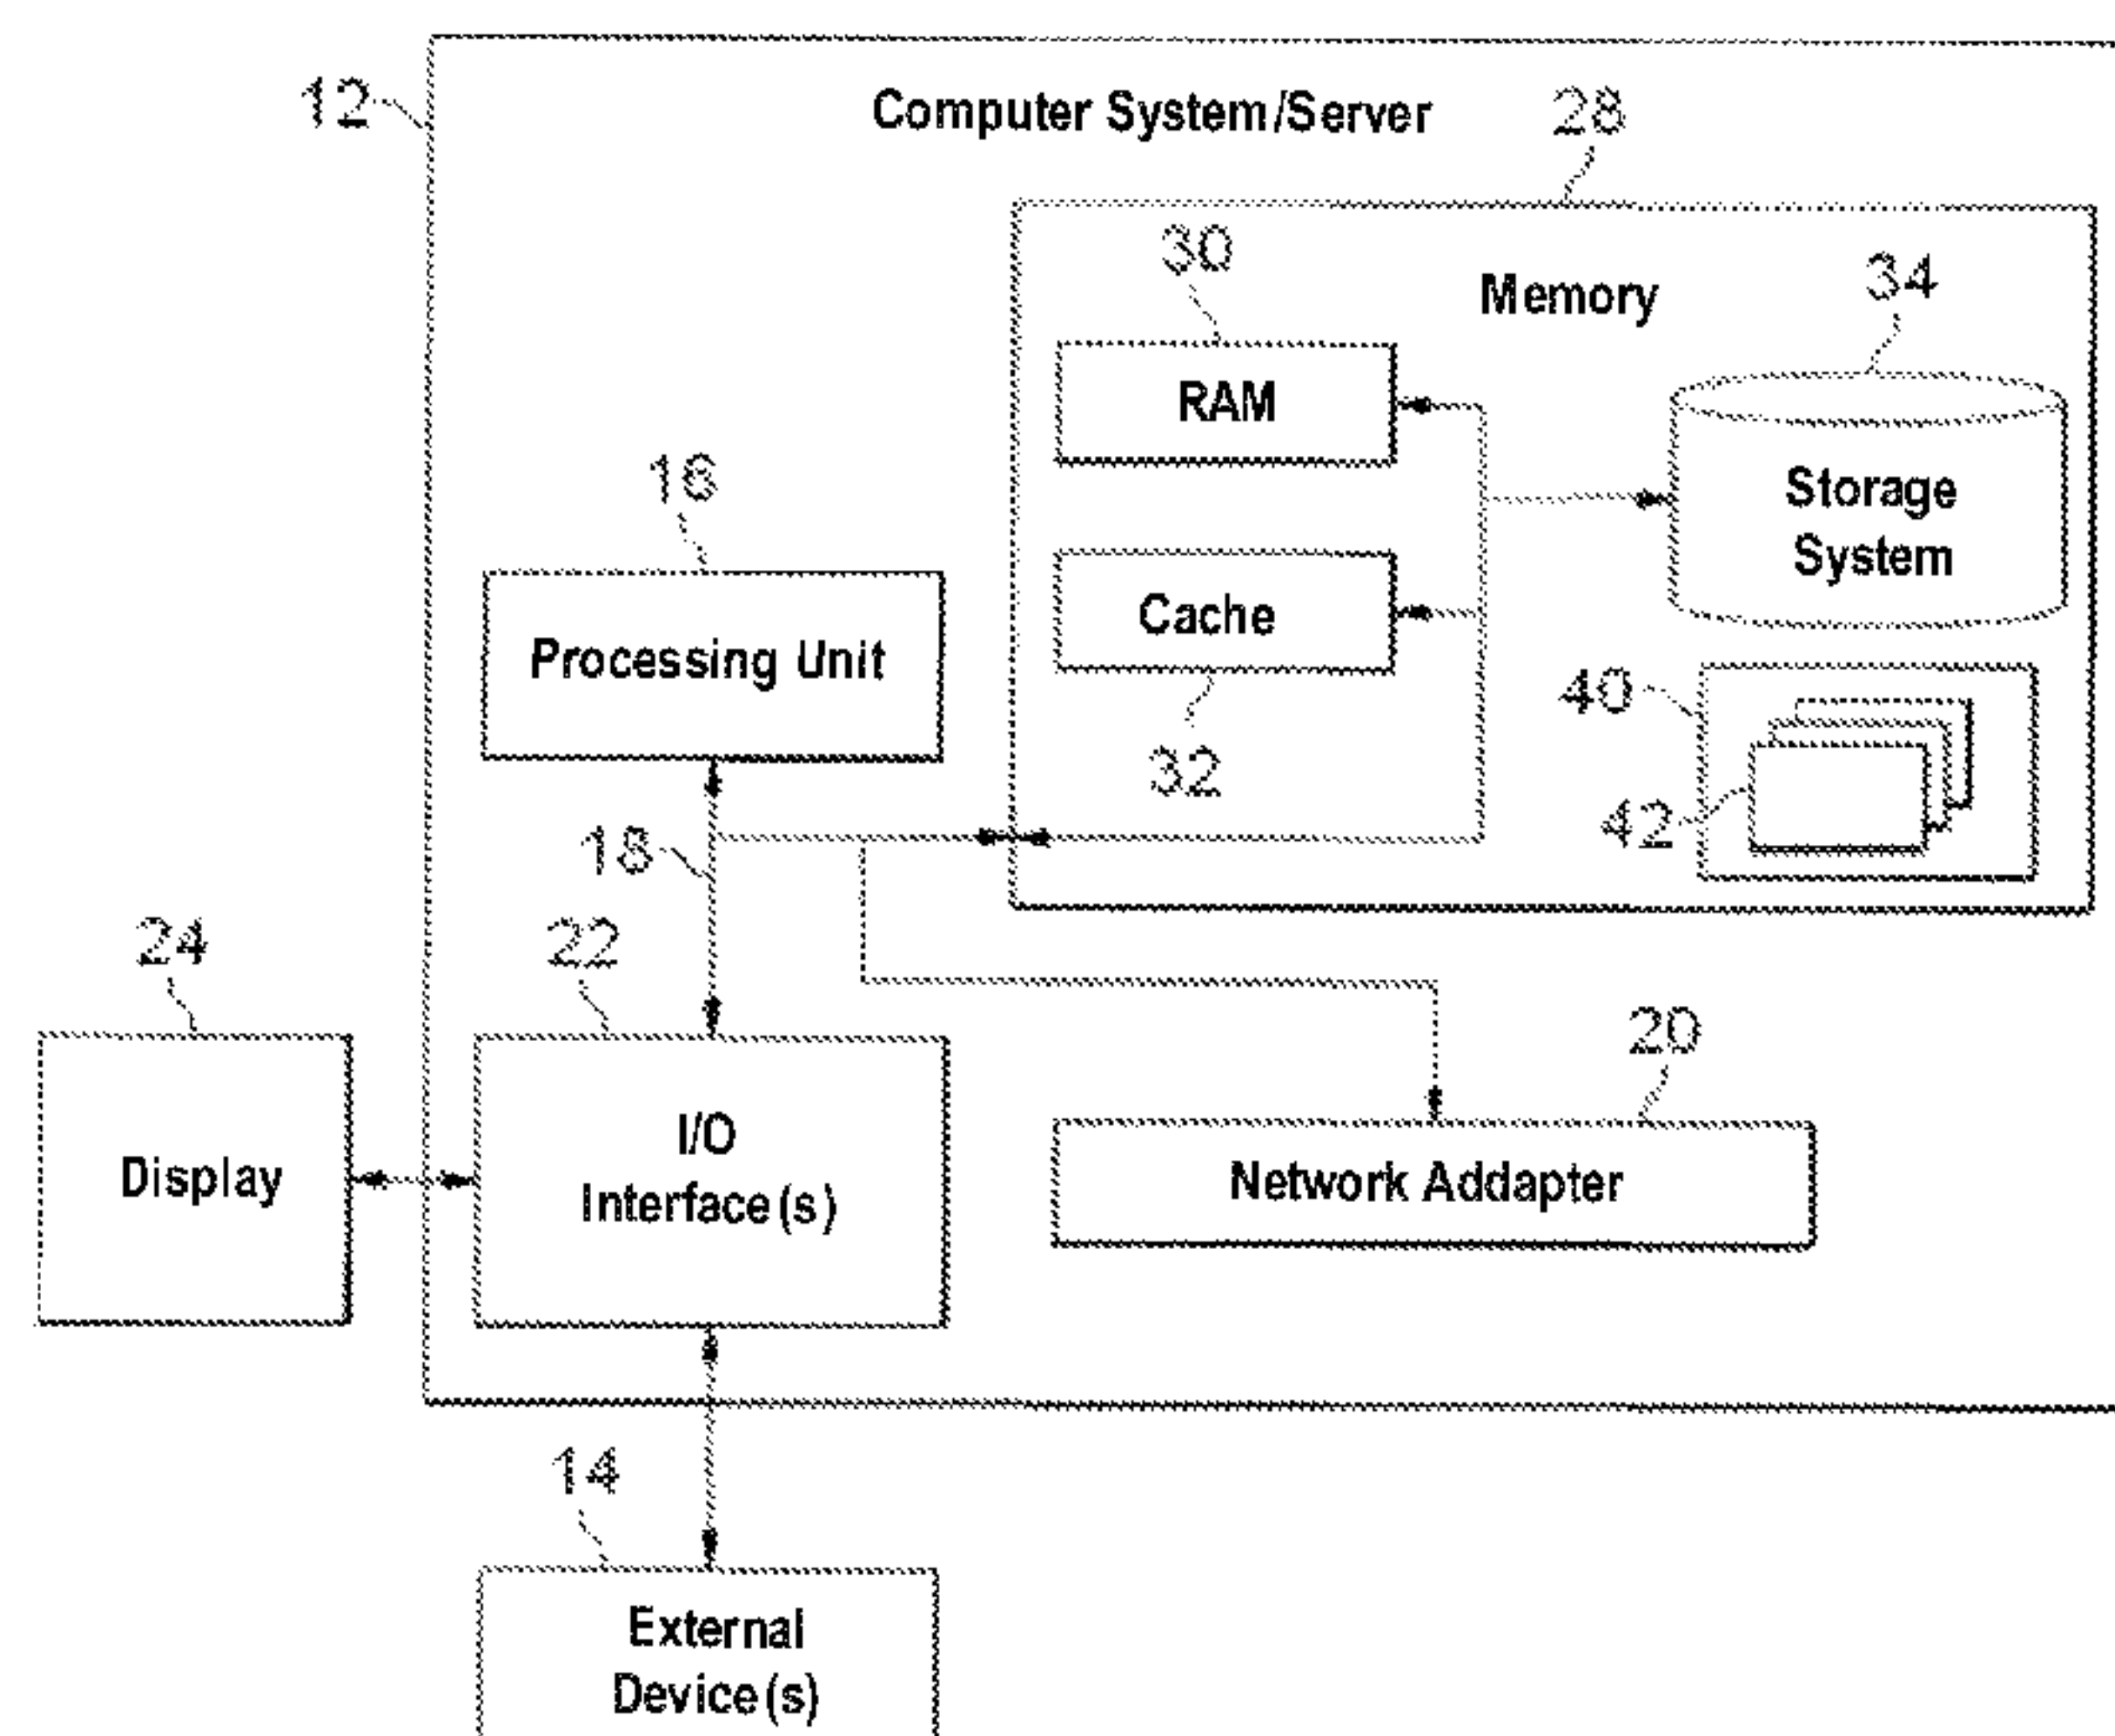 12
Computer System/Server
28
30
Memory
34
RAM
16
Storage
System
Cache
Processing Unit
40
32
42
18
24
22
20
I/O
Interface(s)
Display
Network Addapter
14
External
Device(s)